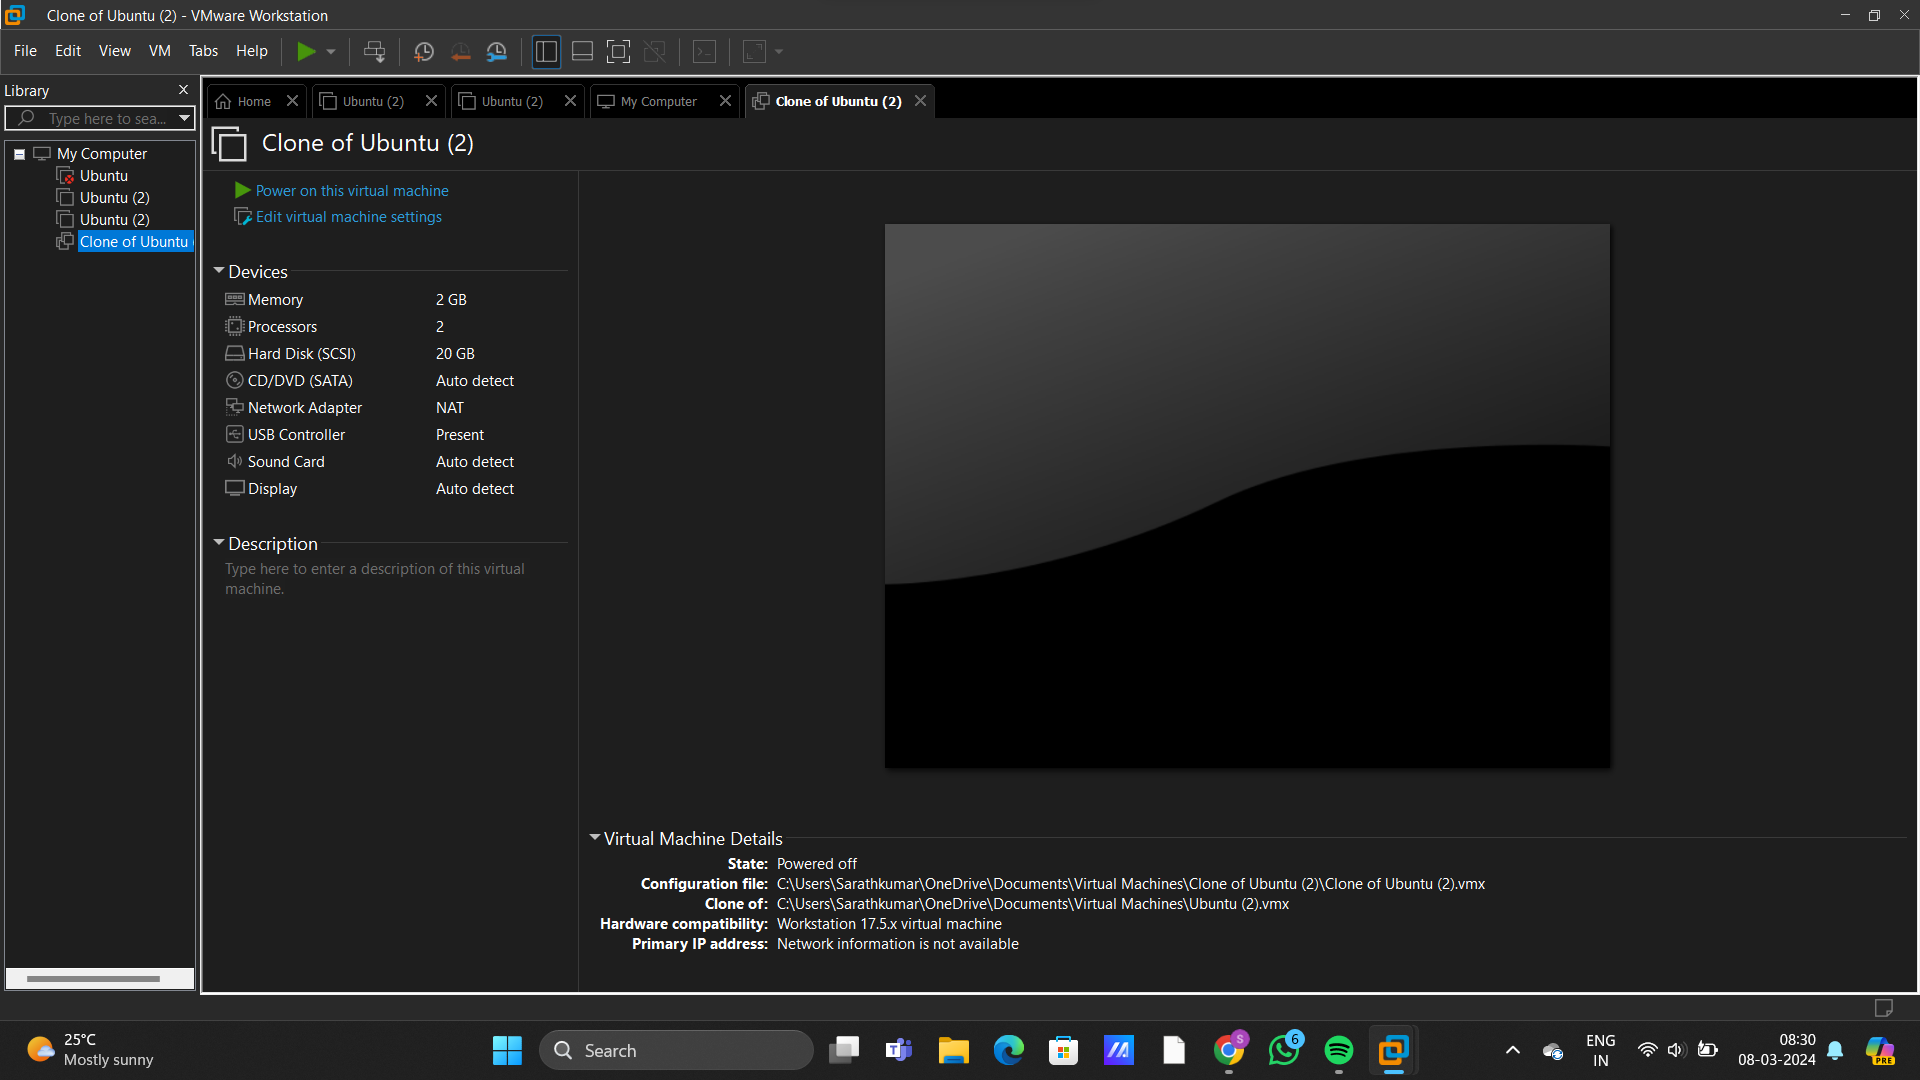 Clone of Ubuntu (2) - VMware Workstation
File Edit View VM Tabs Help
Library
Type here to sea...
My Computer
Ubuntu
Ubuntu (2)
Ubuntu (2)
Clone of Ubuntu
Home
Ubuntu (2)
Ubuntu (2)
My Computer
Clone of Ubuntu (2)
Clone of Ubuntu (2)
Power on this virtual machine
Edit virtual machine settings
Devices
Memory 2 GB
Processors 2
Hard Disk (SCSI) 20 GB
CD/DVD (SATA) Auto detect
Network Adapter NAT
USB Controller Present
Sound Card Auto detect
Display Auto detect
Description
Type here to enter a description of this virtual
machine.
Virtual Machine Details
State: Powered off
Configuration file: C:\Users\Sarathkumar\OneDrive\Documents\Virtual Machines\Clone of Ubuntu (2)\Clone of Ubuntu (2).vmx
Clone of: C:\Users\Sarathkumar\OneDrive\Documents\Virtual Machines\Ubuntu (2).vmx
Hardware compatibility: Workstation 17.5.x virtual machine
Primary IP address: Network information is not available
25°C
Mostly sunny
Search
T
S
6
ENG
IN
08:30
08-03-2024
PRE